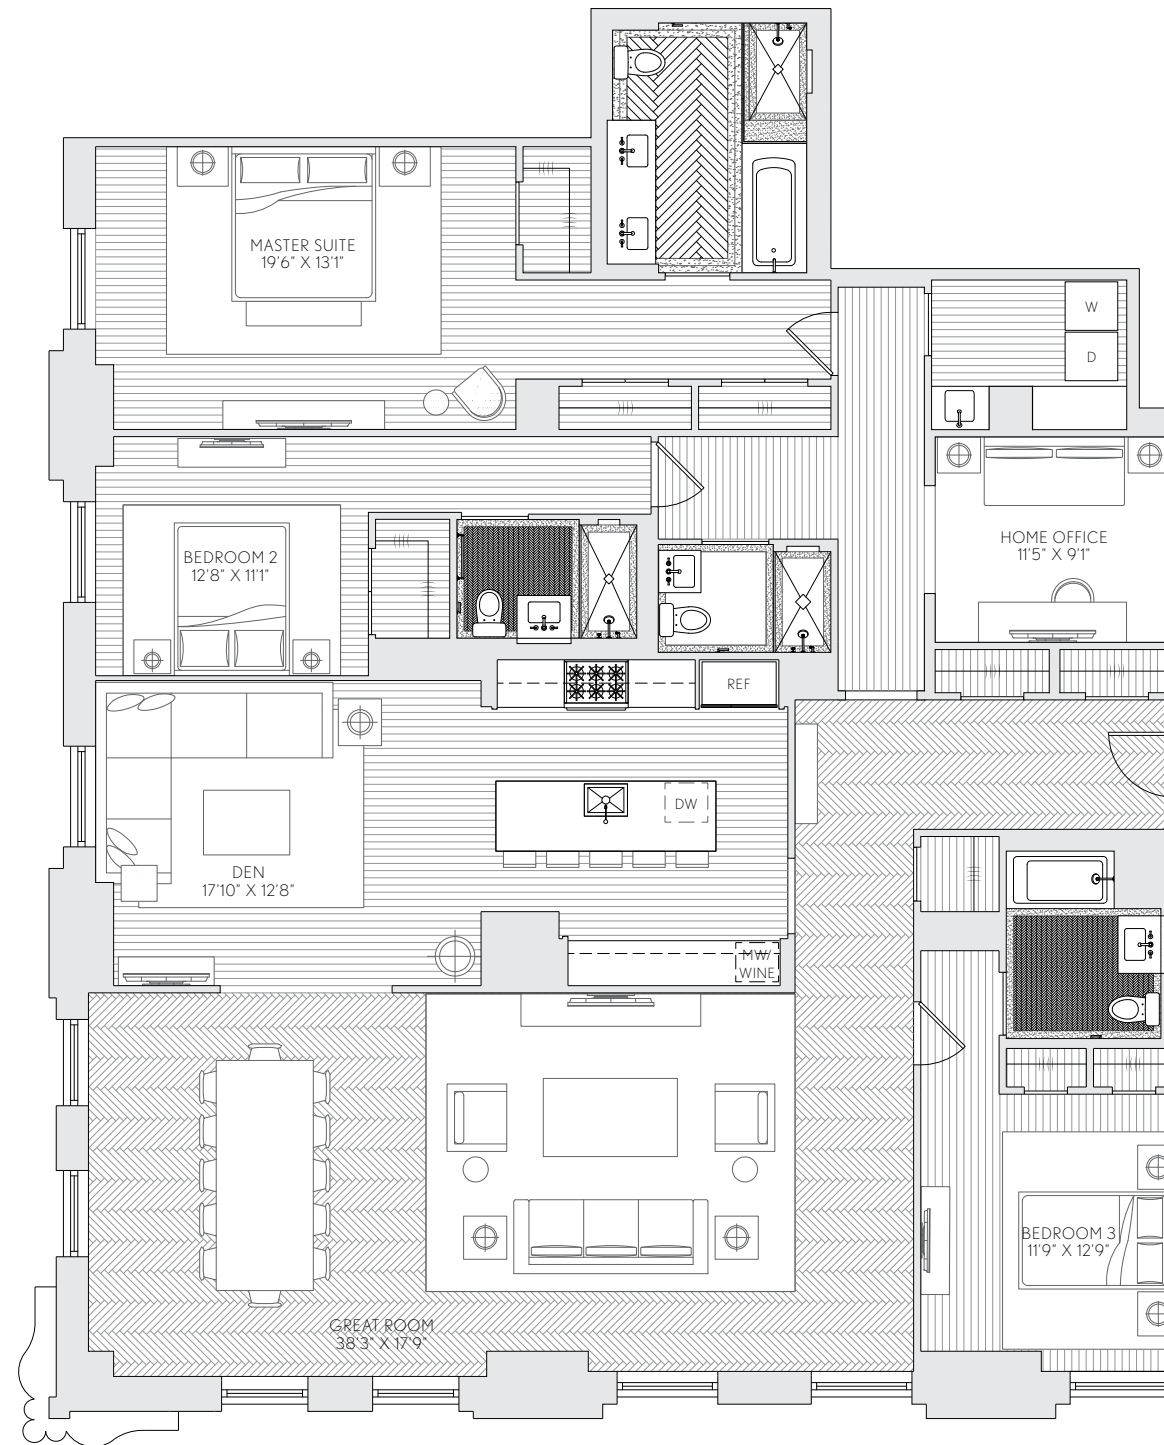 MASTER SUITE
19'6" X 13'1"
W
D
BEDROOM 2
12'8" X 11'1"
HOME OFFICE
11'5" X 9'1"
REF
DW
DEN
17'10" X 12'8"
MW/
WINE
BEDROOM 3
11'9" X 12'9"
GREAT ROOM
38'3" X 17'9"